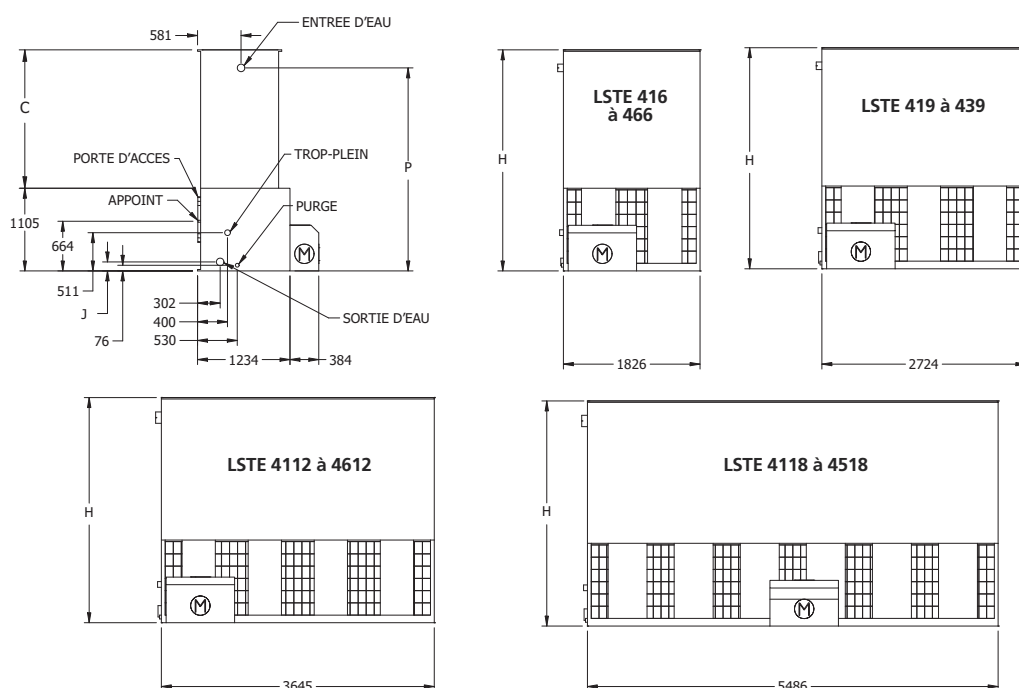 581
ENTREE D'EAU
C
P
PORTE D'ACCES
TROP-PLEIN
APPOINT
PURGE
1105
664
M
511
J
302
SORTIE D'EAU
400
76
530
1234
384
H
LSTE 416
à 466
M
1826
H
LSTE 419 à 439
M
2724
H
LSTE 4112 à 4612
M
3645
H
LSTE 4118 à 4518
M
5486